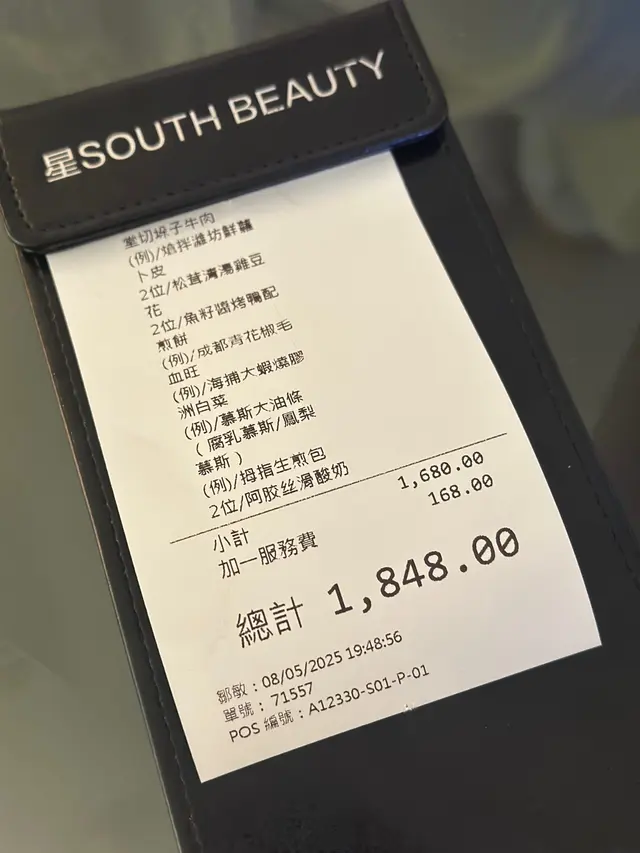 星SOUTH BEAUTY
堂切垛子牛肉
(例)/熗拌濰坊鮮蘿
卜皮
2位/松茸清湯雞豆
花
2位/魚籽醬烤鴨配
煎餅
(例)/成都青花椒毛
血旺
(例)/海捕大蝦燒膠
洲白菜
(例)/慕斯大油條
(腐乳慕斯/鳳梨
慕斯)
(例)/拇指生煎包
2位/阿胶丝滑酸奶
小計 1,680.00
加一服務費 168.00
總計 1,848.00
鄒敏：08/05/2025 19:48:56
單號：71557
POS 編號：A12330-S01-P-01